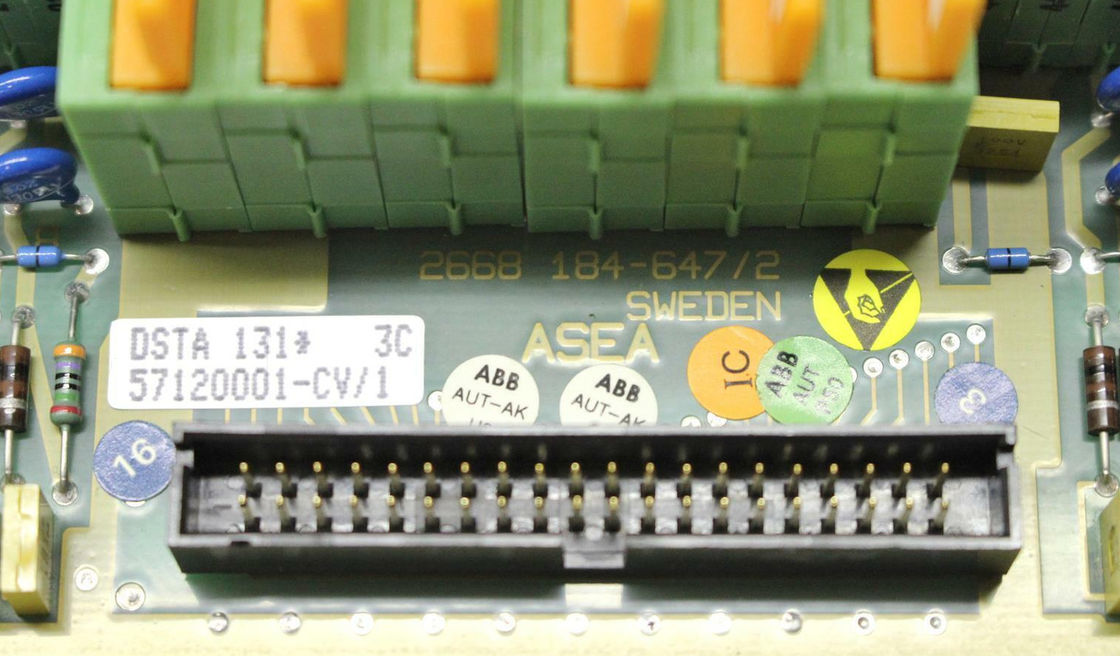 2668 184-647/2
SWEDEN
ASEA
DSTA 131* 3C
57120001-CV/1
ABB
AUT-AK
ABB
AUT-AK
IC
ABB
AUT
3
16